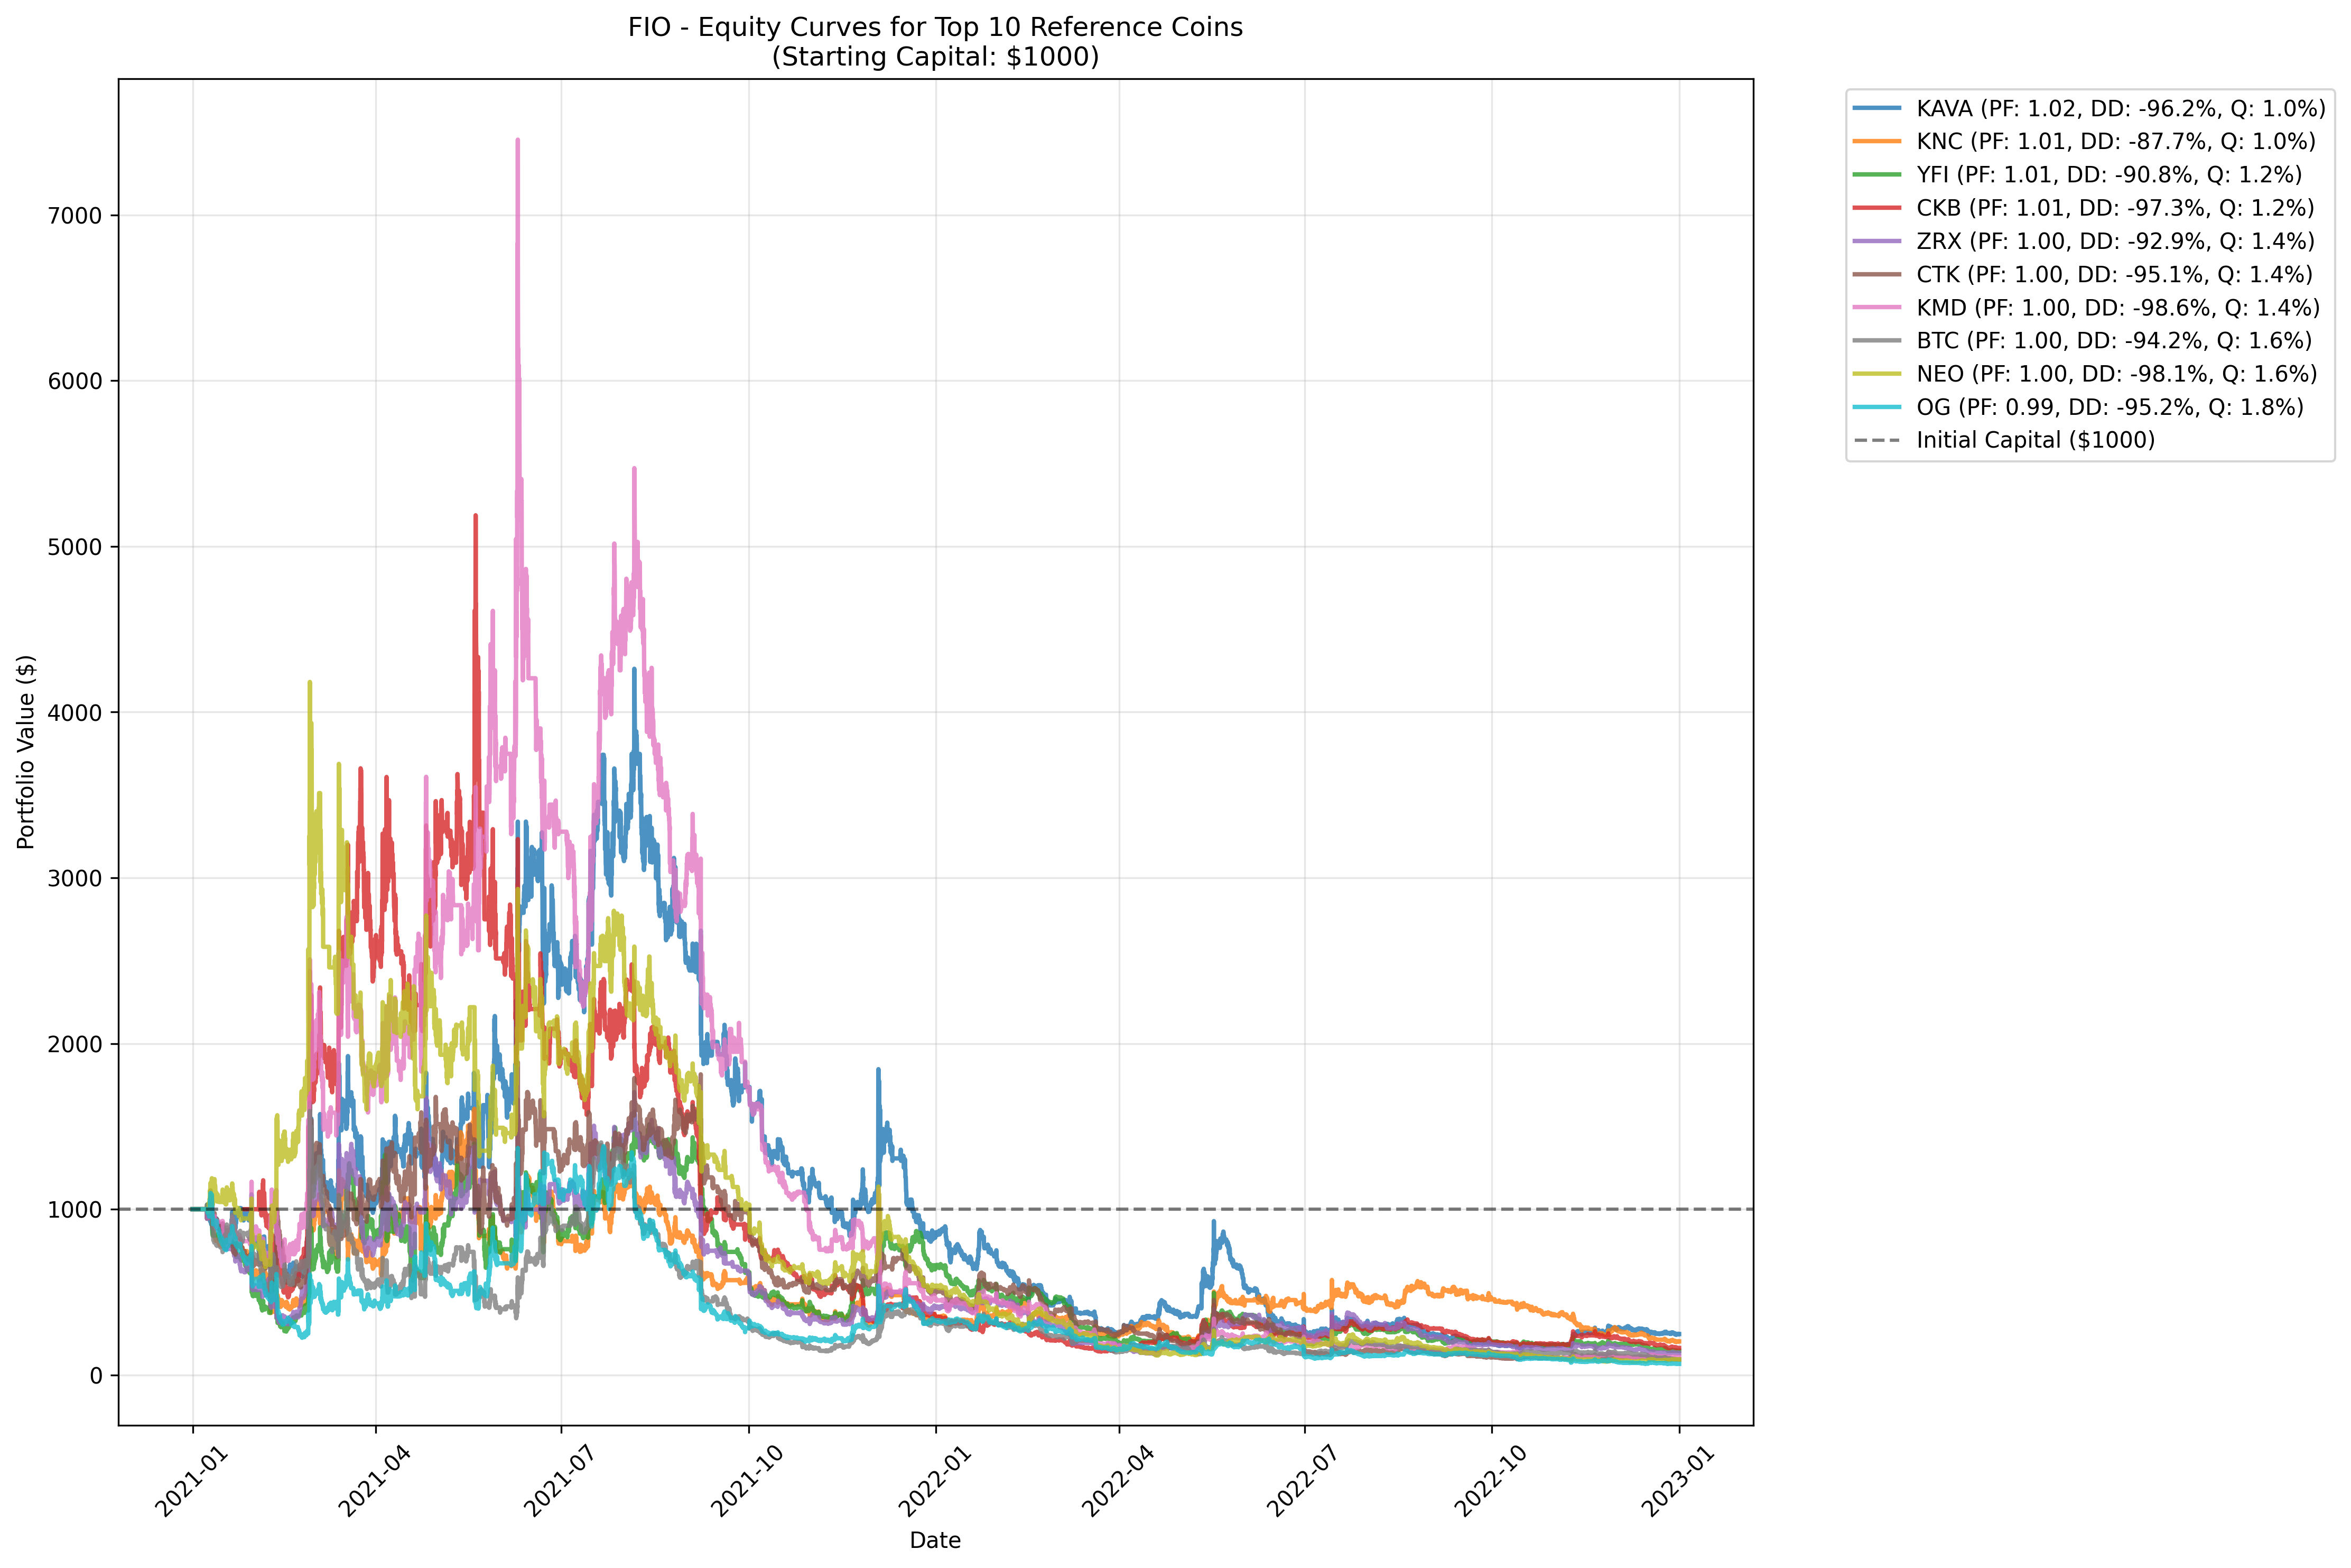 FIO - Equity Curves for Top 10 Reference Coins
(Starting Capital: $1000)
KAVA (PF: 1.02, DD: -96.2%, Q: 1.0%)
KNC (PF: 1.01, DD: -87.7%, Q: 1.0%)
YFI (PF: 1.01, DD: -90.8%, Q: 1.2%)
CKB (PF: 1.01, DD: -97.3%, Q: 1.2%)
ZRX (PF: 1.00, DD: -92.9%, Q: 1.4%)
CTK (PF: 1.00, DD: -95.1%, Q: 1.4%)
KMD (PF: 1.00, DD: -98.6%, Q: 1.4%)
BTC (PF: 1.00, DD: -94.2%, Q: 1.6%)
NEO (PF: 1.00, DD: -98.1%, Q: 1.6%)
OG (PF: 0.99, DD: -95.2%, Q: 1.8%)
Initial Capital ($1000)
Portfolio Value ($)
7000
6000
5000
4000
3000
2000
1000
0
2021-01
2021-04
2021-07
2021-10
2022-01
2022-04
2022-07
2022-10
2023-01
Date